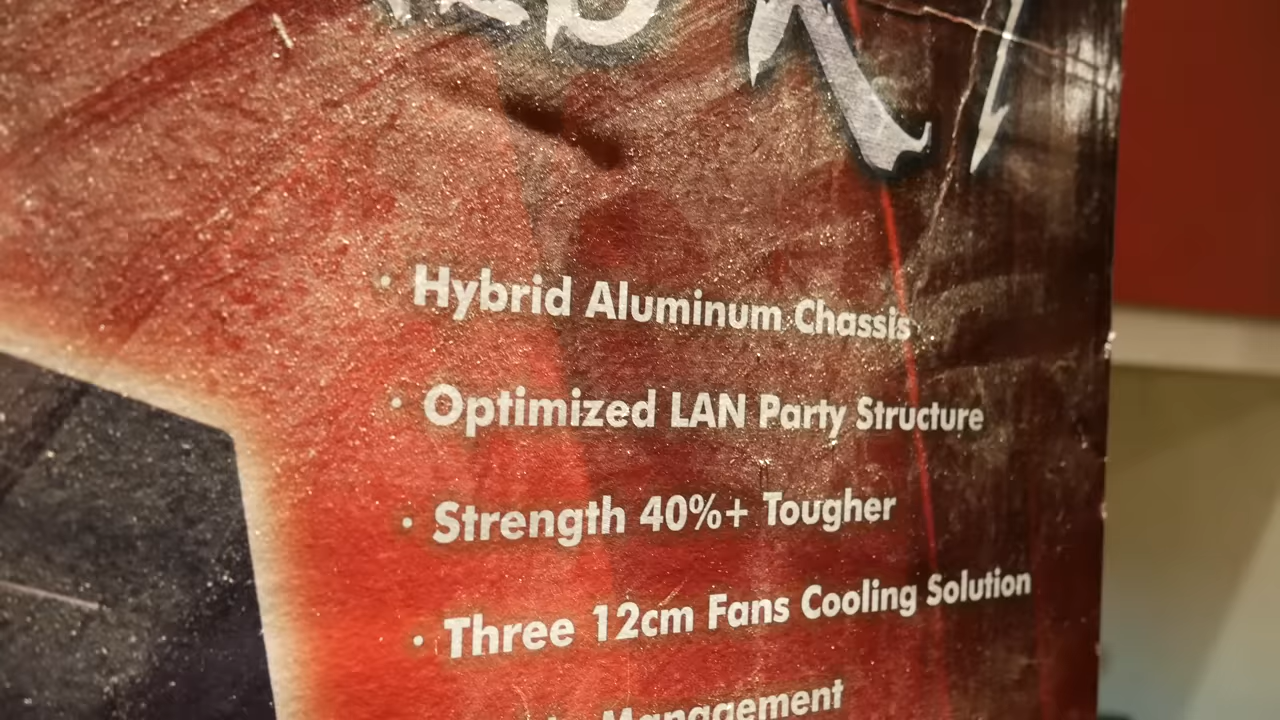 • Hybrid Aluminum Chassis
• Optimized LAN Party Structure
• Strength 40%+ Tougher
• Three 12cm Fans Cooling Solution
Management